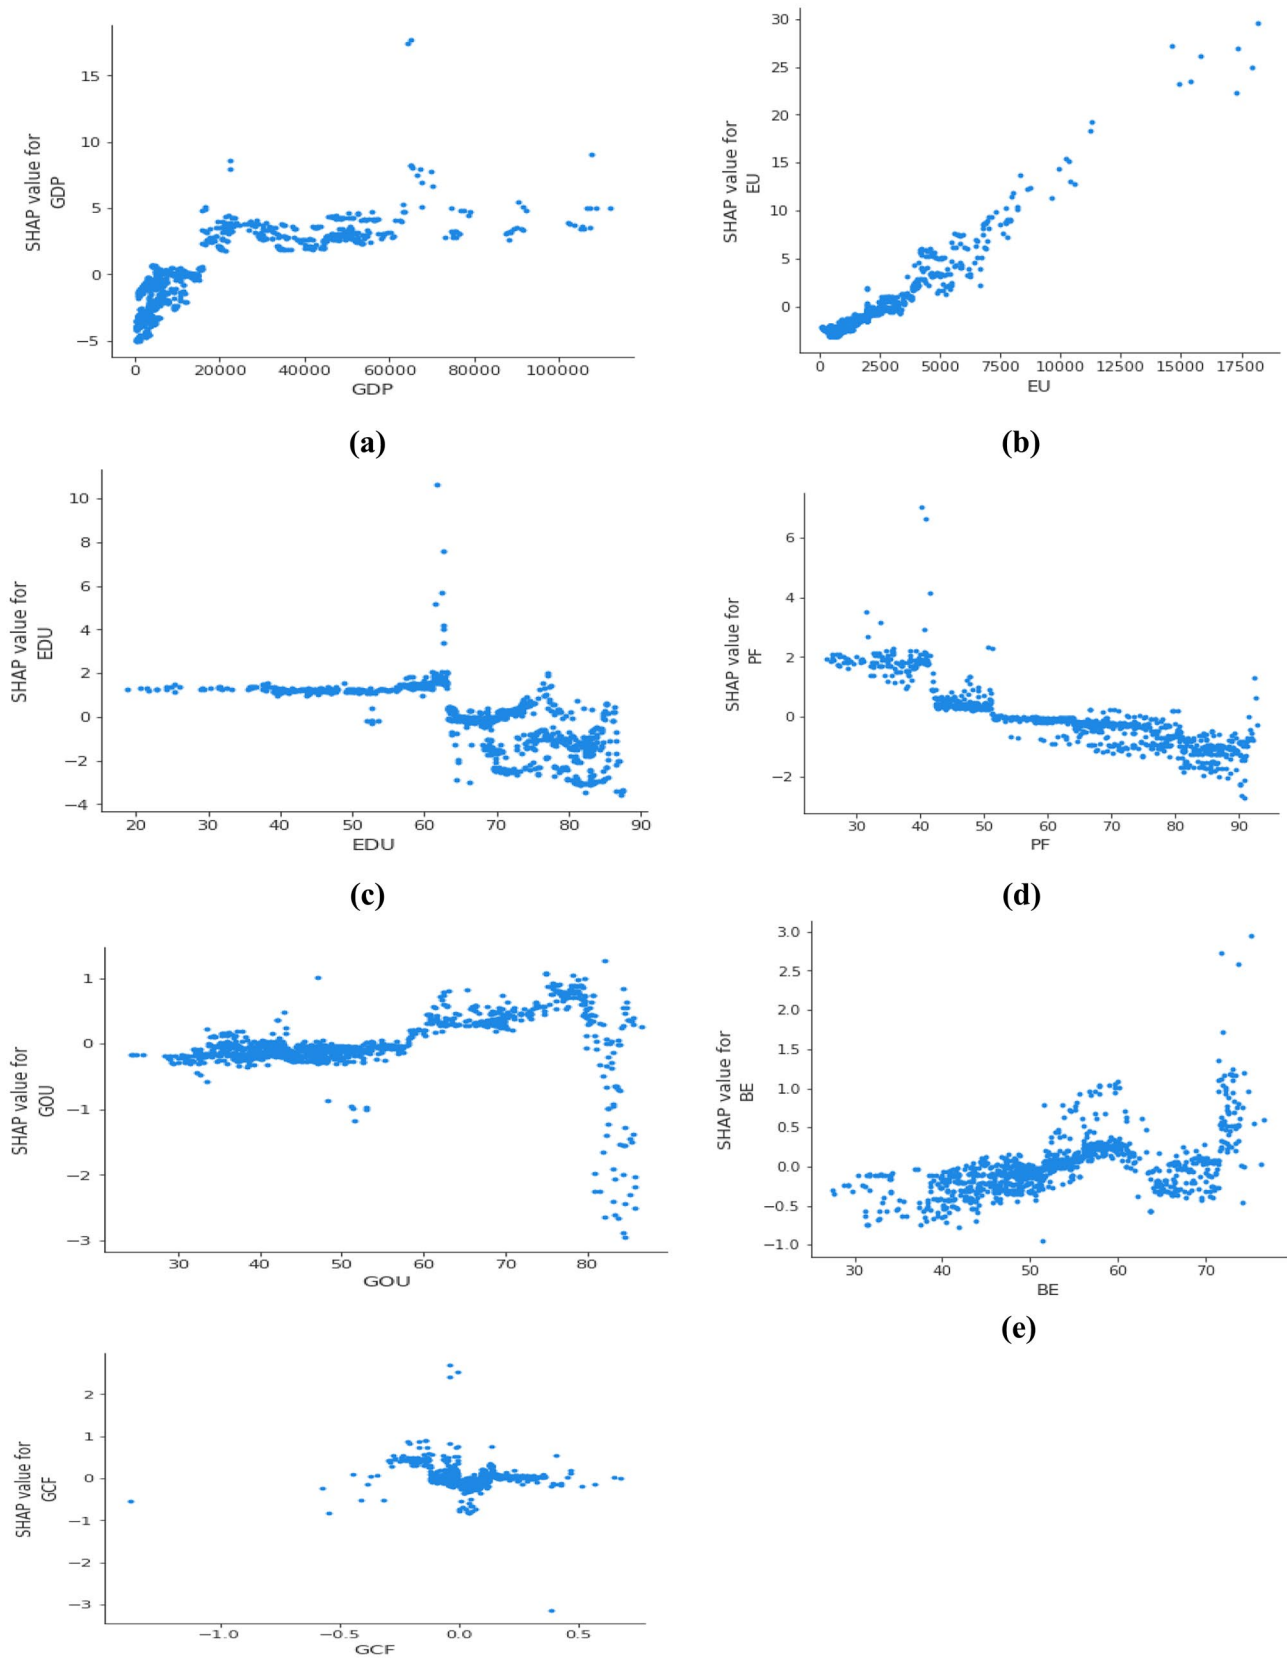 SHAP value for
GDP
15
10
5
0
−5
0 20000 40000 60000 80000 100000
GDP
(a)
SHAP value for
EU
30
25
20
15
10
5
0
0 2500 5000 7500 10000 12500 15000 17500
EU
(b)
SHAP value for
EDU
10
8
6
4
2
0
−2
−4
20 30 40 50 60 70 80 90
EDU
(c)
SHAP value for
PF
6
4
2
0
−2
30 40 50 60 70 80 90
PF
(d)
SHAP value for
GOU
1
0
−1
−2
−3
30 40 50 60 70 80
GOU
SHAP value for
BE
3.0
2.5
2.0
1.5
1.0
0.5
0.0
−0.5
−1.0
30 40 50 60 70
BE
(e)
SHAP value for
GCF
2
1
0
−1
−2
−3
−1.0 −0.5 0.0 0.5
GCF